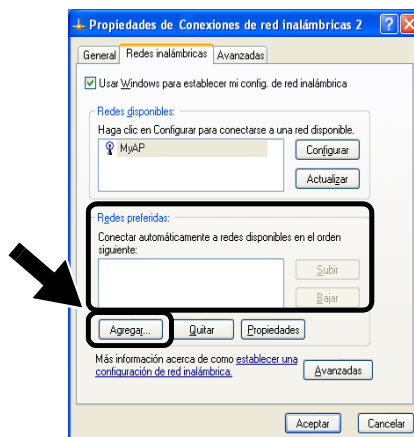 Propiedades de Conexiones de red inalámbricas 2
General Redes inalámbricas Avanzadas
Usar Windows para establecer mi config. de red inalámbrica
Redes disponibles:
Haga clic en Configurar para conectarse a una red disponible.
MyAP
Configurar
Actualizar
Redes preferidas:
Conectar automáticamente a redes disponibles en el orden
siguiente:
Subir
Bajar
Agregar... Quitar Propiedades
Más información acerca de como establecer una
configuración de red inalámbrica.
Avanzadas
Aceptar Cancelar